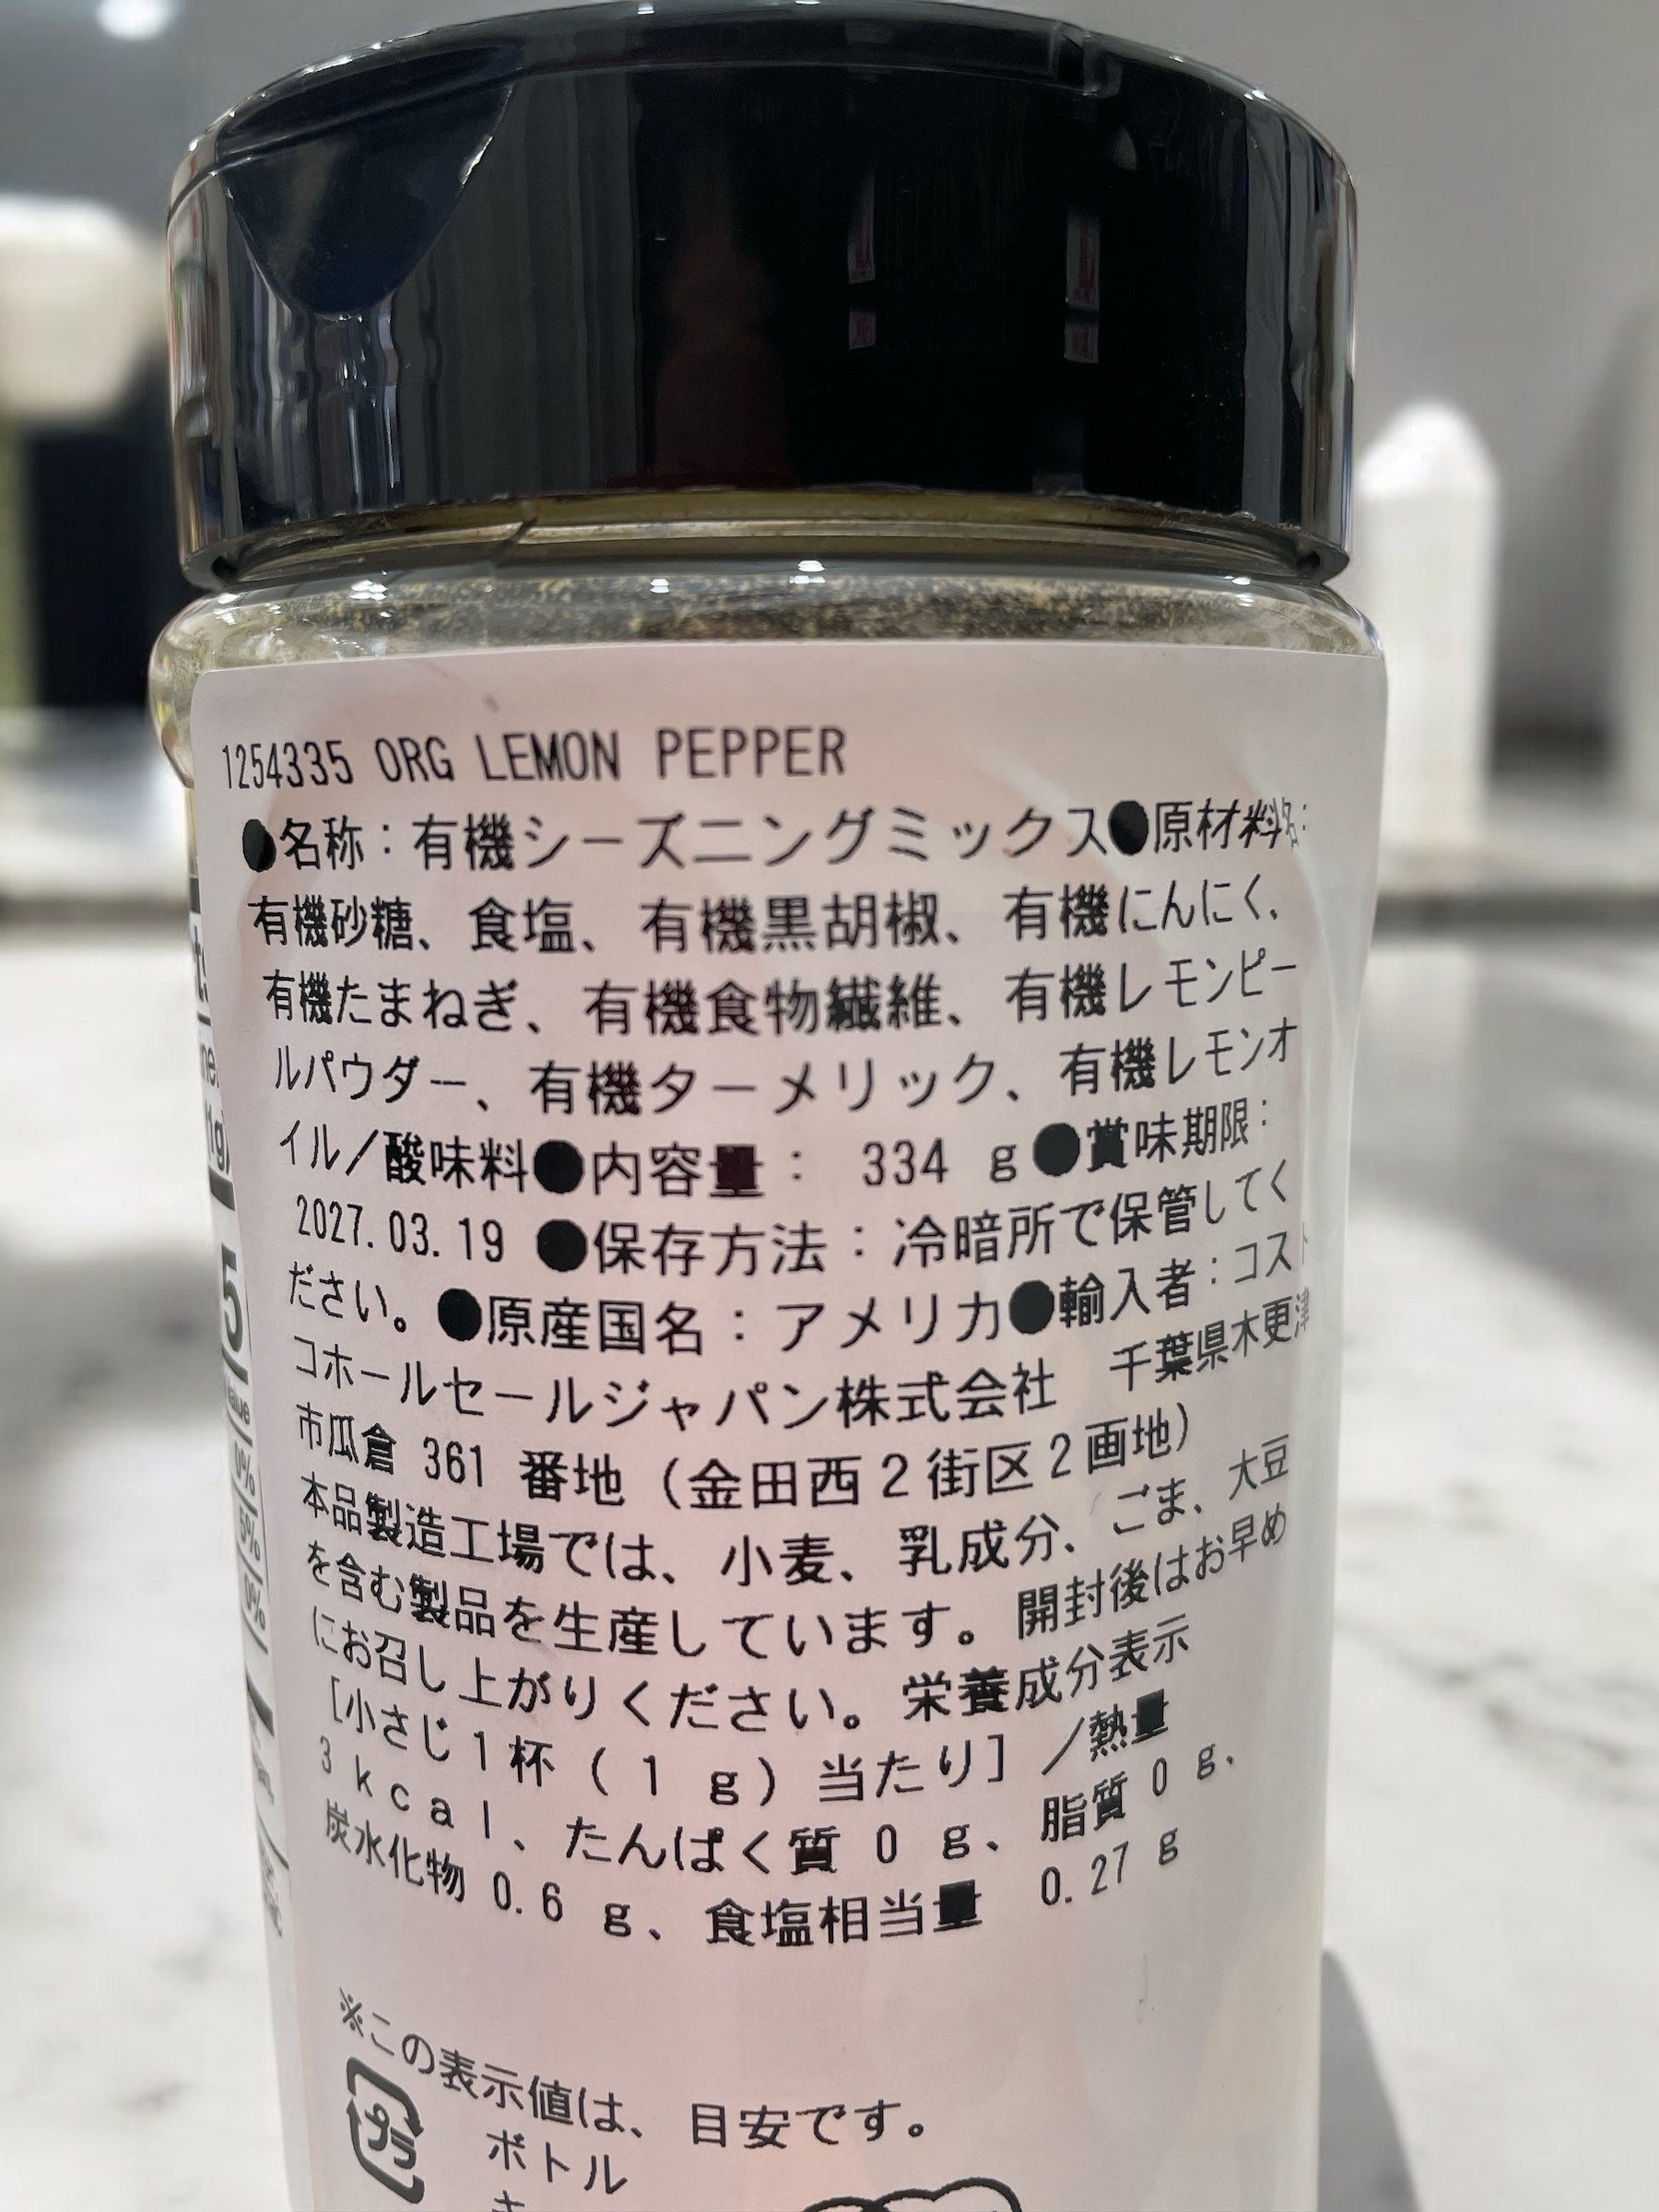 1254335 ORG LEMON PEPPER
●名称：有機シーズニングミックス●原材料名：
有機砂糖、食塩、有機黒胡椒、有機にんにく、
有機たまねぎ、有機食物繊維、有機レモンピー
ルパウダー、有機ターメリック、有機レモンオ
イル／酸味料●内容量： 334 ｇ●賞味期限：
2027.03.19 ●保存方法：冷暗所で保管してく
ださい。●原産国名：アメリカ●輸入者：コスト
コホールセールジャパン株式会社　千葉県木更津
市瓜倉 361 番地（金田西２街区２画地）
本品製造工場では、小麦、乳成分、ごま、大豆
を含む製品を生産しています。開封後はお早め
にお召し上がりください。栄養成分表示
［小さじ１杯（１ｇ）当たり］／熱量
３ｋｃａｌ、たんぱく質 0 ｇ、脂質 0 ｇ、
炭水化物 0.6 ｇ、食塩相当量 0.27 ｇ
※この表示値は、目安です。
プラ
ボトル
5
0%
5%
0%